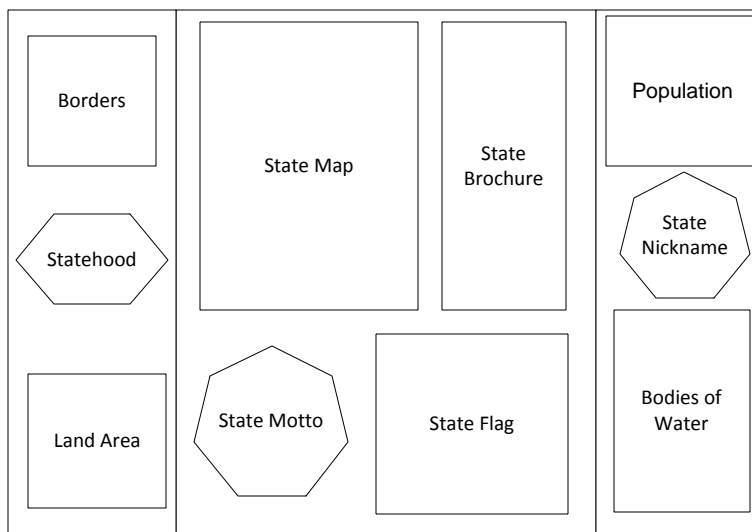 Borders
Statehood
Land Area
State Map
State
Brochure
State Motto
State Flag
Population
State
Nickname
Bodies of
Water